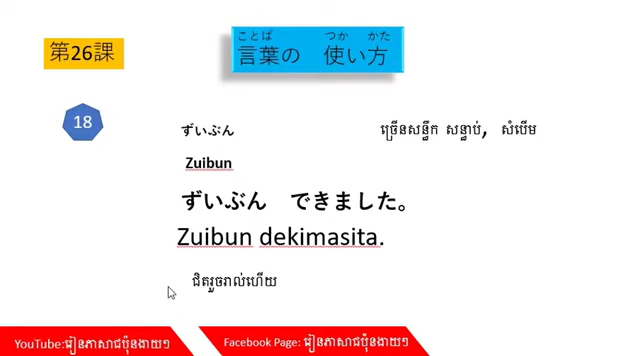 第26課
ことば つか かた
言葉の 使い方
18
ずいぶん ច្រើនសន្ធឹក សន្ធាប់, សំបើម
Zuibun
ずいぶん できました。
Zuibun dekimasita.
ជិតរួចរាល់ហើយ
YouTube:រៀនភាសាជប៉ុនងាយៗ
Facebook Page: រៀនភាសាជប៉ុនងាយៗ